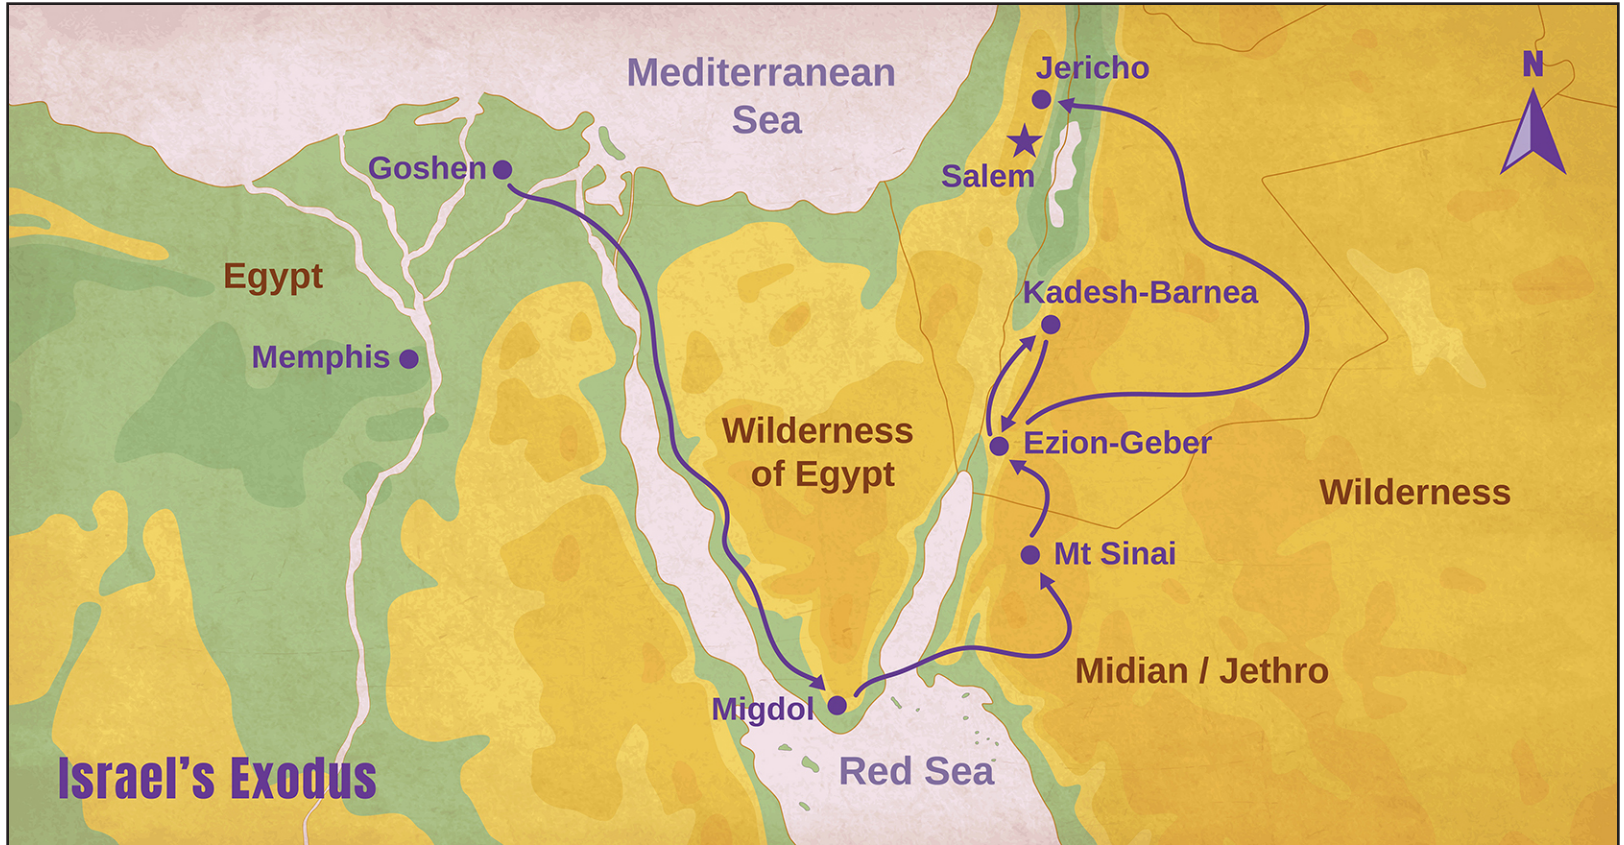 Mediterranean
Sea
Jericho
N
Goshen
Salem
Egypt
Kadesh-Barnea
Memphis
Wilderness
of Egypt
Ezion-Geber
Wilderness
Mt Sinai
Midian / Jethro
Migdol
Red Sea
Israel’s Exodus